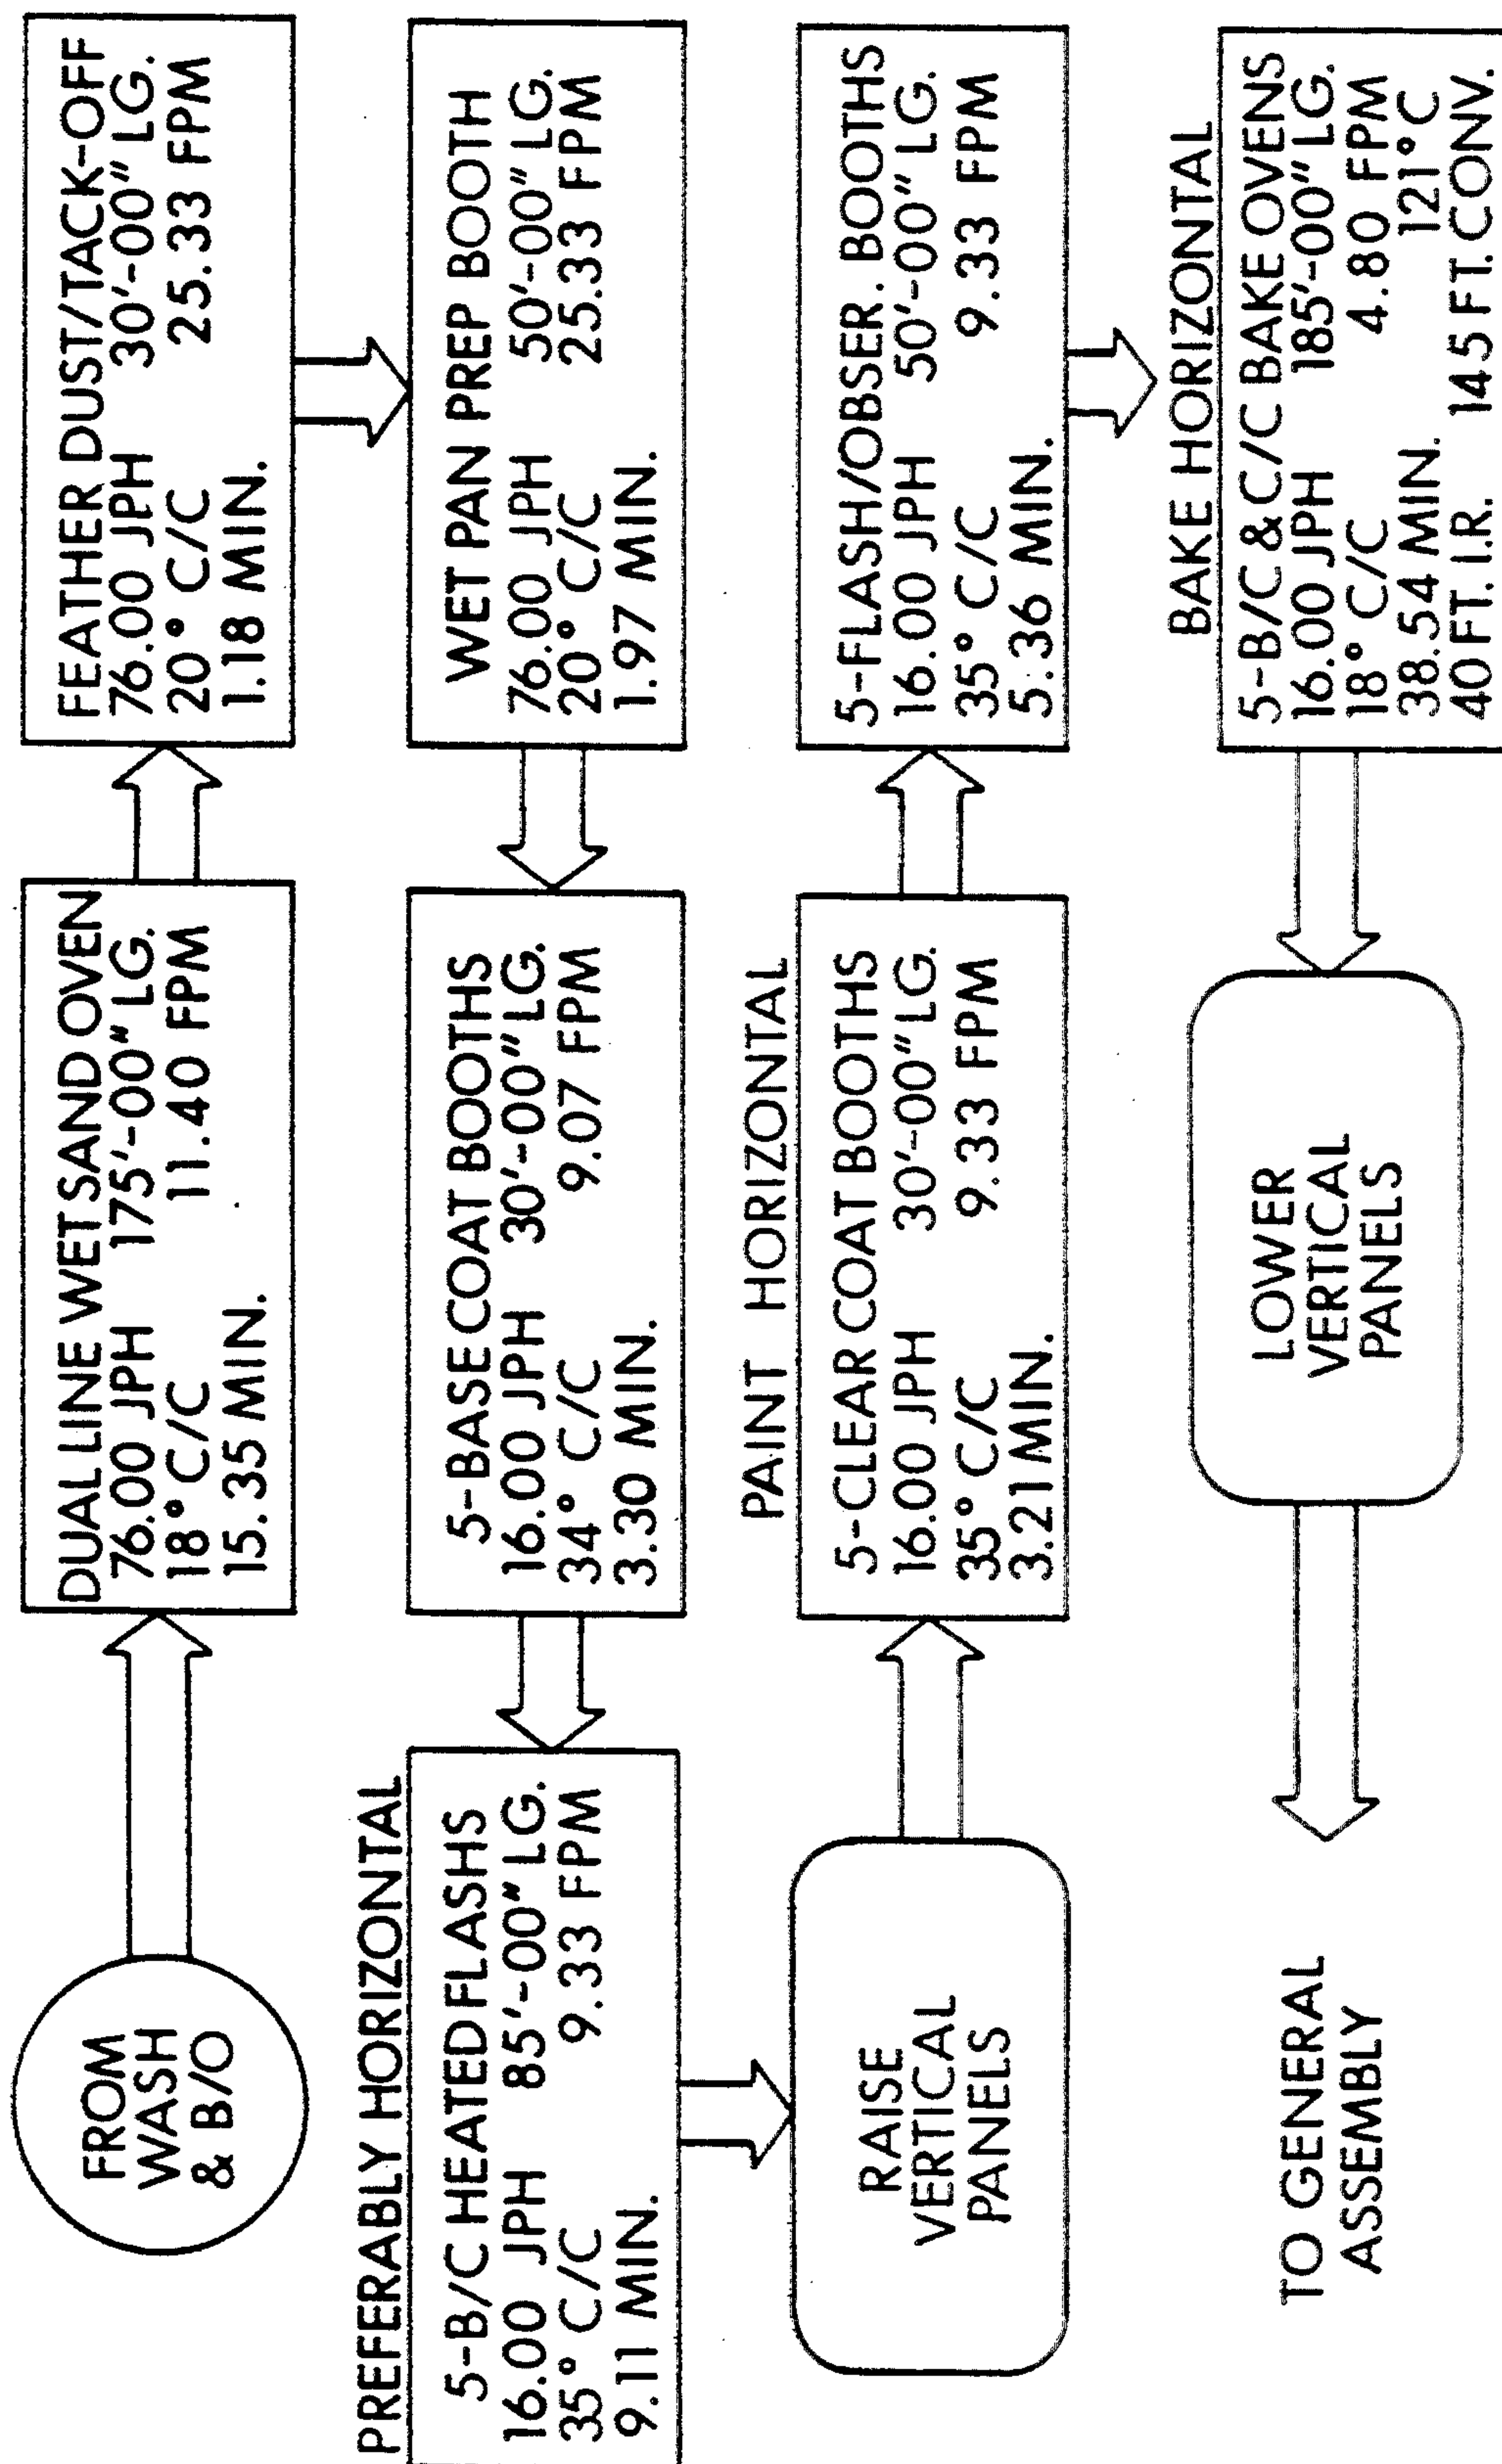 FROM
WASH
& B/O
DUAL LINE WET SAND OVEN
76.00 JPH 175'-00" LG.
18° C/C 11.40 FPM
15.35 MIN.
FEATHER DUST/TACK-OFF
76.00 JPH 30'-00" LG.
20° C/C 25.33 FPM
1.18 MIN.
WET PAN PREP BOOTH
76.00 JPH 50'-00" LG.
20° C/C 25.33 FPM
1.97 MIN.
5-BASE COAT BOOTHS
16.00 JPH 30'-00" LG.
34° C/C 9.07 FPM
3.30 MIN.
PREFERABLY HORIZONTAL
5-B/C HEATED FLASHS
16.00 JPH 85'-00" LG.
35° C/C 9.33 FPM
9.11 MIN.
RAISE
VERTICAL
PANELS
PAINT HORIZONTAL
5-CLEAR COAT BOOTHS
16.00 JPH 30'-00" LG.
35° C/C 9.33 FPM
3.21 MIN.
5-FLASH/OBSER. BOOTHS
16.00 JPH 50'-00" LG.
35° C/C 9.33 FPM
5.36 MIN.
BAKE HORIZONTAL
5-B/C & C/C BAKE OVENS
16.00 JPH 185'-00" LG.
18° C/C 4.80 FPM
38.54 MIN. 121°C
40 FT. I.R. 145 FT. CONV.
LOWER
VERTICAL
PANELS
TO GENERAL
ASSEMBLY